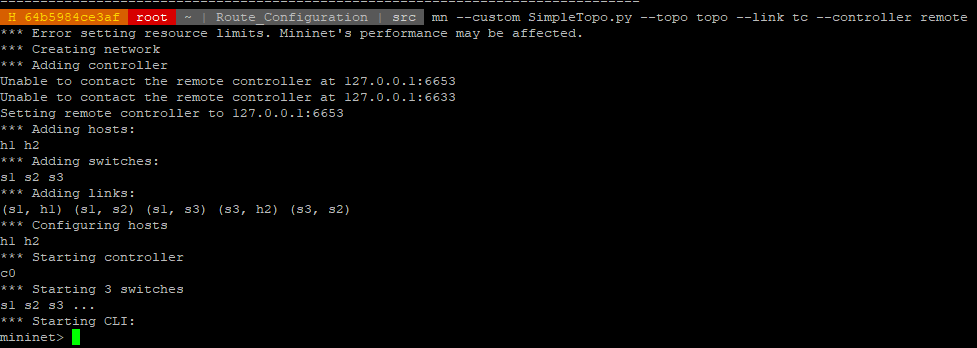 H 64b5984ce3af root ~ | Route_Configuration | src mn --custom SimpleTopo.py --topo topo --link tc --controller remote
*** Error setting resource limits. Mininet's performance may be affected.
*** Creating network
*** Adding controller
Unable to contact the remote controller at 127.0.0.1:6653
Unable to contact the remote controller at 127.0.0.1:6633
Setting remote controller to 127.0.0.1:6653
*** Adding hosts:
h1 h2
*** Adding switches:
s1 s2 s3
*** Adding links:
(s1, h1) (s1, s2) (s1, s3) (s3, h2) (s3, s2)
*** Configuring hosts
h1 h2
*** Starting controller
c0
*** Starting 3 switches
s1 s2 s3 ...
*** Starting CLI:
mininet>